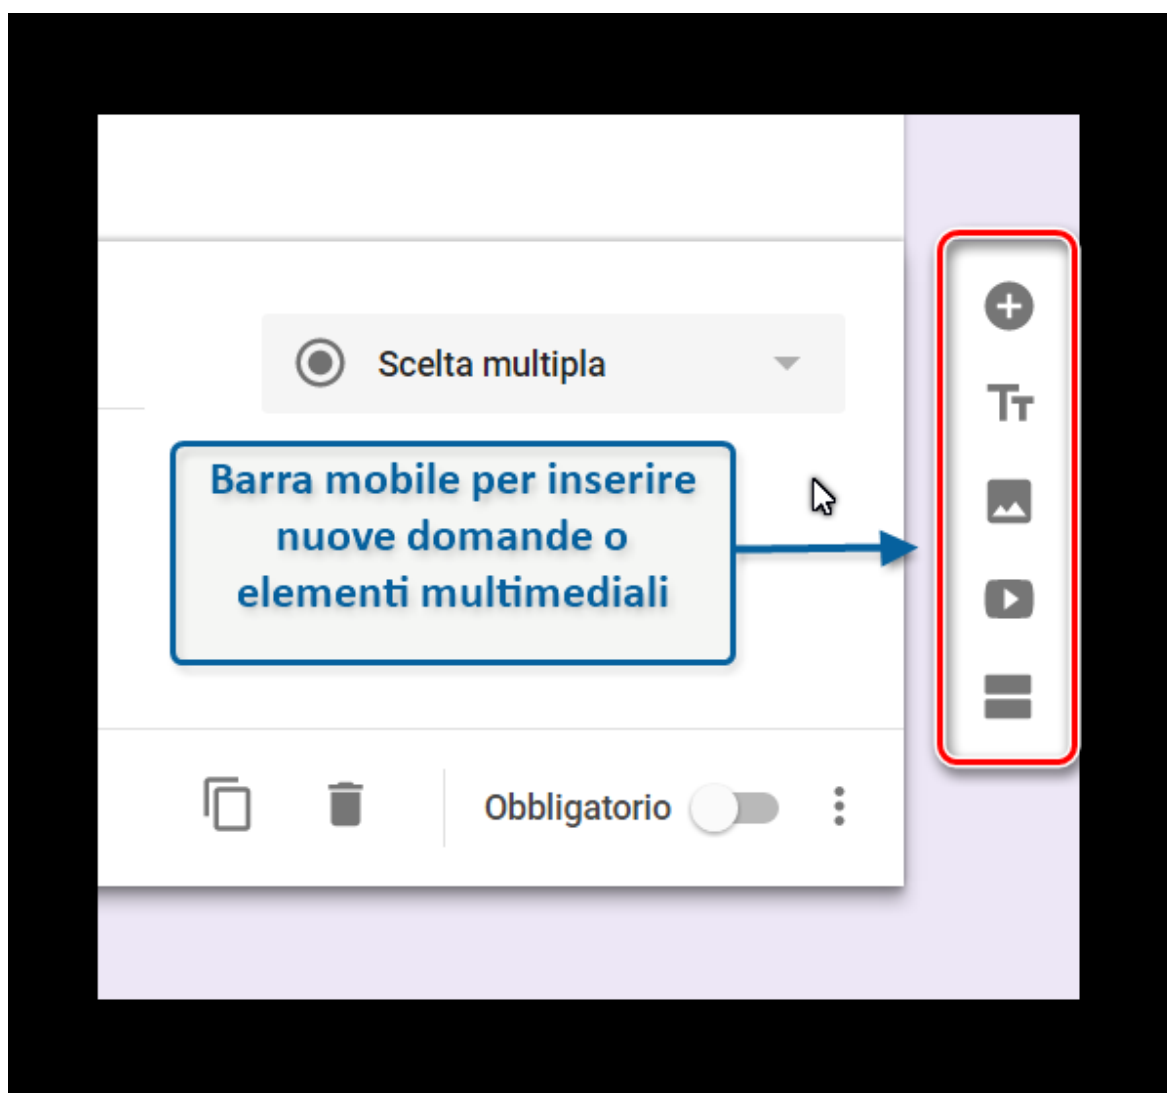 Scelta multipla
Barra mobile per inserire
nuove domande o
elementi multimediali
Obbligatorio